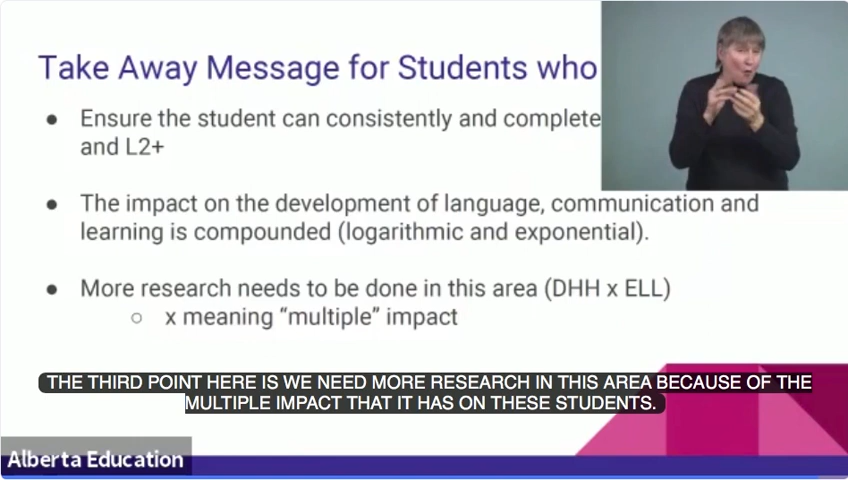 Take Away Message for Students who
● Ensure the student can consistently and complete
and L2+
● The impact on the development of language, communication and
learning is compounded (logarithmic and exponential).
● More research needs to be done in this area (DHH x ELL)
○ x meaning “multiple” impact
THE THIRD POINT HERE IS WE NEED MORE RESEARCH IN THIS AREA BECAUSE OF THE
MULTIPLE IMPACT THAT IT HAS ON THESE STUDENTS.
Alberta Education